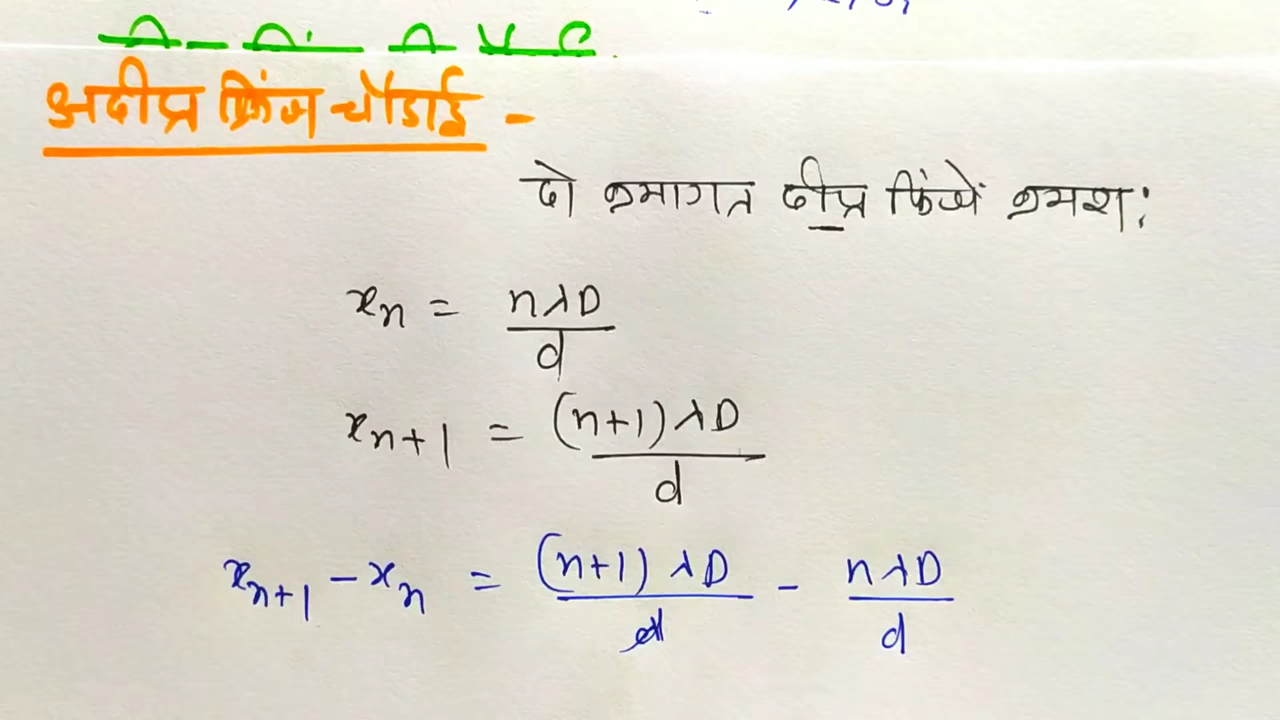 अदीप्त फ्रिंज चौडाई -
दो क्रमागत दीप्त फ्रिंजें क्रमश:
xn = nλD/d
xn+1 = (n+1)λD/d
xn+1 - xn = (n+1)λD/d - nλD/d